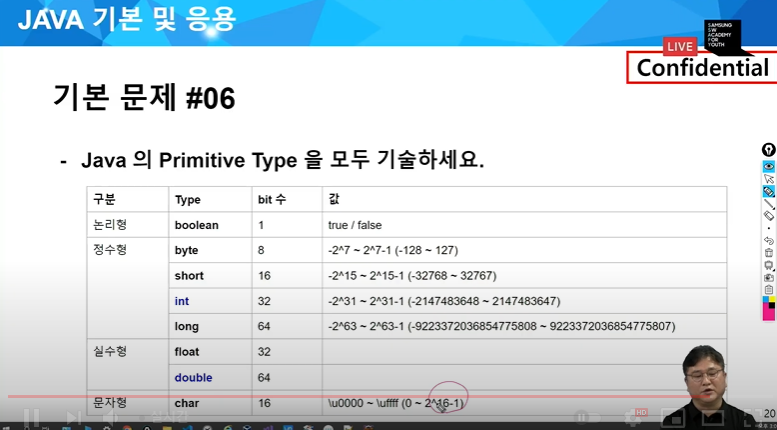 JAVA 기본 및 응용
SAMSUNG
SW
ACADEMY
FOR
YOUTH
LIVE
Confidential
기본 문제 #06
- Java 의 Primitive Type 을 모두 기술하세요.
구분 Type bit 수 값
논리형 boolean 1 true / false
정수형 byte 8 -2^7 ~ 2^7-1 (-128 ~ 127)
short 16 -2^15 ~ 2^15-1 (-32768 ~ 32767)
int 32 -2^31 ~ 2^31-1 (-2147483648 ~ 2147483647)
long 64 -2^63 ~ 2^63-1 (-9223372036854775808 ~ 9223372036854775807)
실수형 float 32
double 64
문자형 char 16 \u0000 ~ \uffff (0 ~ 2^16-1)
실시간
HD
20